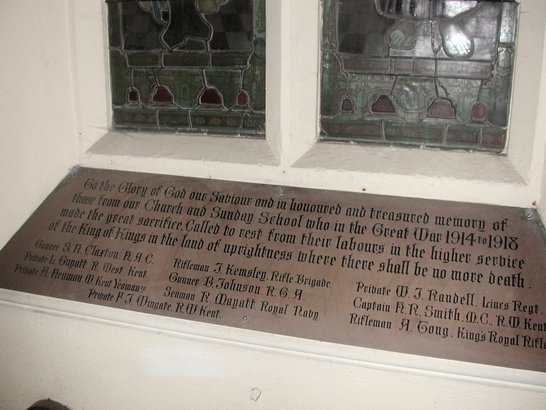 To the Glory of God our Saviour and in honoured and treasured memory of
those from our Church and Sunday School who in the Great War 1914 to 1918
made the great sacrifice. Called to rest from their labours in the higher service
of the King of Kings in the land of uprightness where there shall be no more death.
Gunner J. A. Claxton, R.A.C.
Private L. Guyatt R. West Kent.
Private A. Neuman W Kent Yeoman
Private F. J Wingate, R.W Kent.
Rifleman J. Kemsley, Rifle Brigade
Gunner B. Johnson, R.G.A.
Seaman R. Mayatt, Royal Navy
Private W. J. Randell, Leics Regt.
Captain H. R. Smith, M.C., R.W. Kent
Rifleman A. Tong, King's Royal Rifle